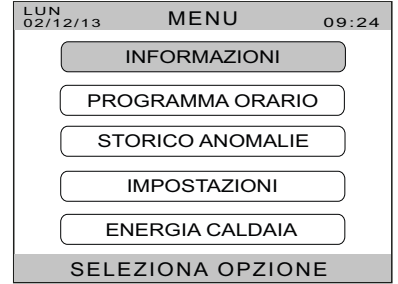 LUN
02/12/13
MENU
09:24
INFORMAZIONI
PROGRAMMA ORARIO
STORICO ANOMALIE
IMPOSTAZIONI
ENERGIA CALDAIA
SELEZIONA OPZIONE